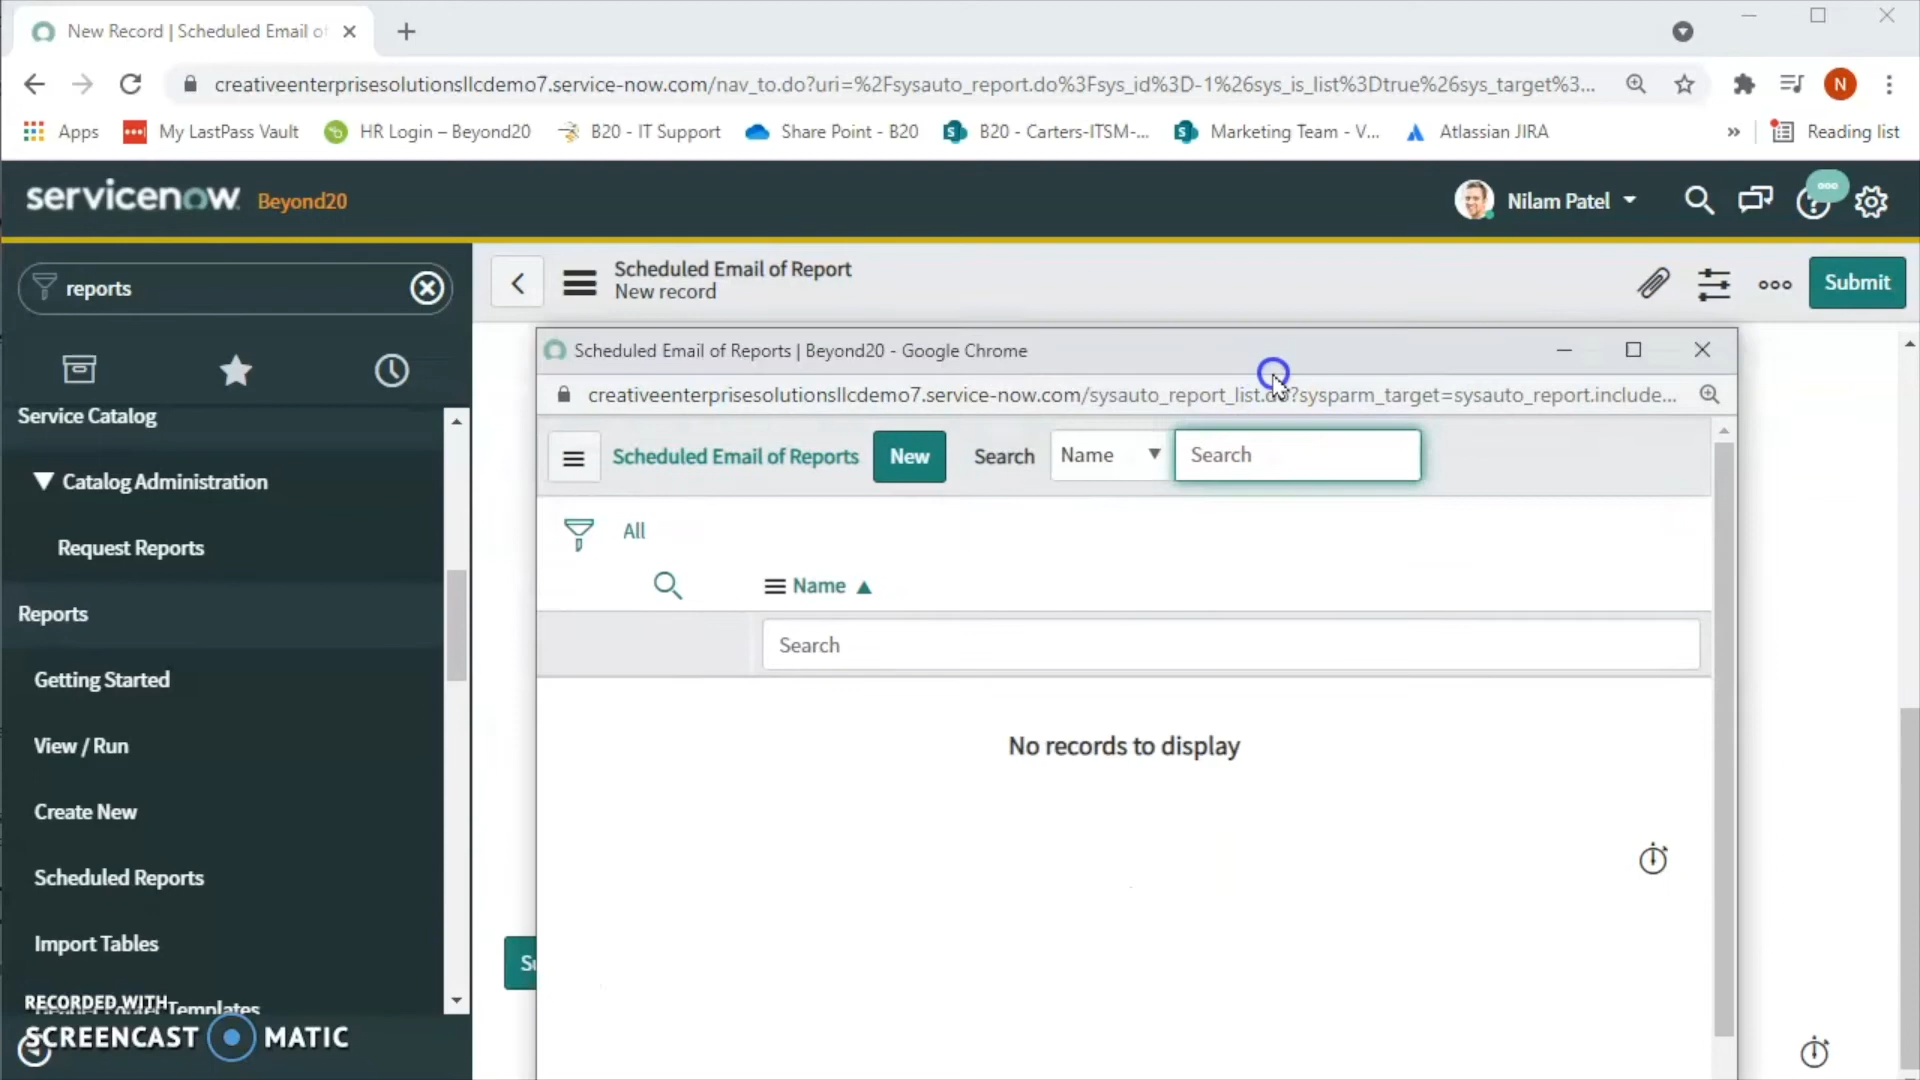 New Record | Scheduled Email of
creativeenterprisesolutionsllcdemo7.service-now.com/nav_to.do?uri=%2Fsysauto_report.do%3Fsys_id%3D-1%26sys_is_list%3Dtrue%26sys_target%3...
N
Apps
My LastPass Vault
HR Login – Beyond20
B20 - IT Support
Share Point - B20
B20 - Carters-ITSM-...
Marketing Team - V...
Atlassian JIRA
»
Reading list
servicenow Beyond20
Nilam Patel
reports
Scheduled Email of Report
New record
Submit
Service Catalog
Catalog Administration
Request Reports
Reports
Getting Started
View / Run
Create New
Scheduled Reports
Import Tables
Templates
RECORDED WITH
SCREENCAST MATIC
Scheduled Email of Reports | Beyond20 - Google Chrome
creativeenterprisesolutionsllcdemo7.service-now.com/sysauto_report_list.do?sysparm_target=sysauto_report.include...
Scheduled Email of Reports
New
Search
Name
Search
All
Name
Search
No records to display